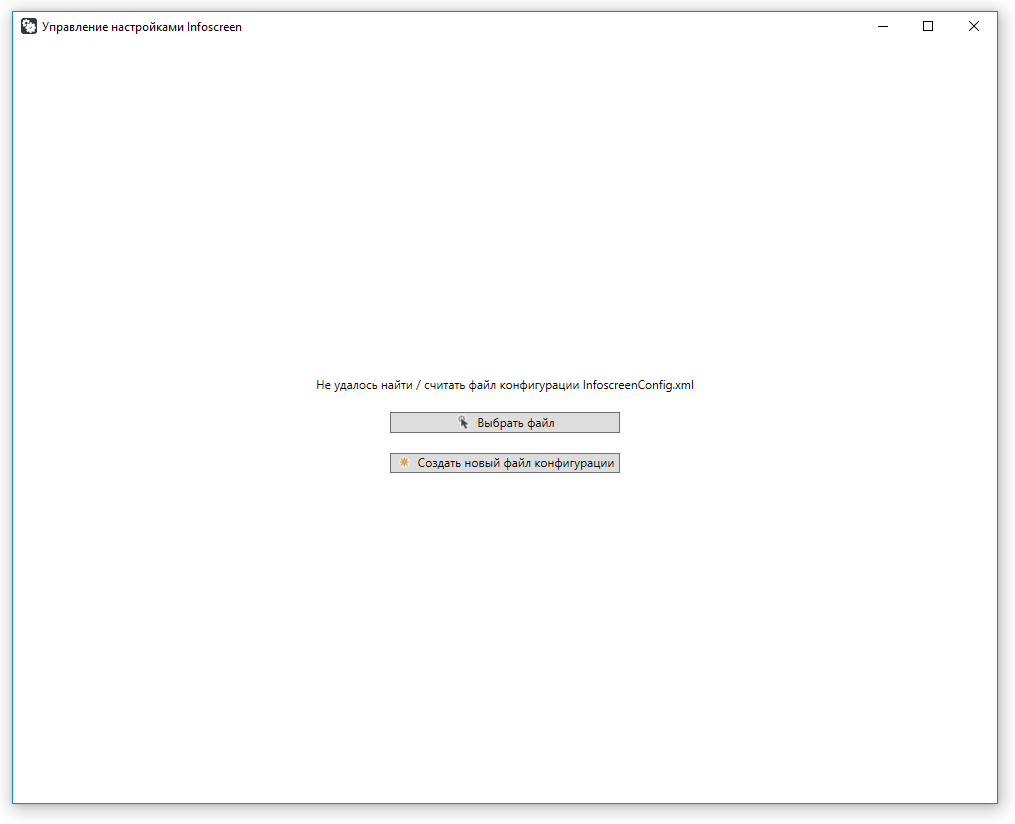 Управление настройками Infoscreen
Не удалось найти / считать файл конфигурации InfoscreenConfig.xml
Выбрать файл
Создать новый файл конфигурации